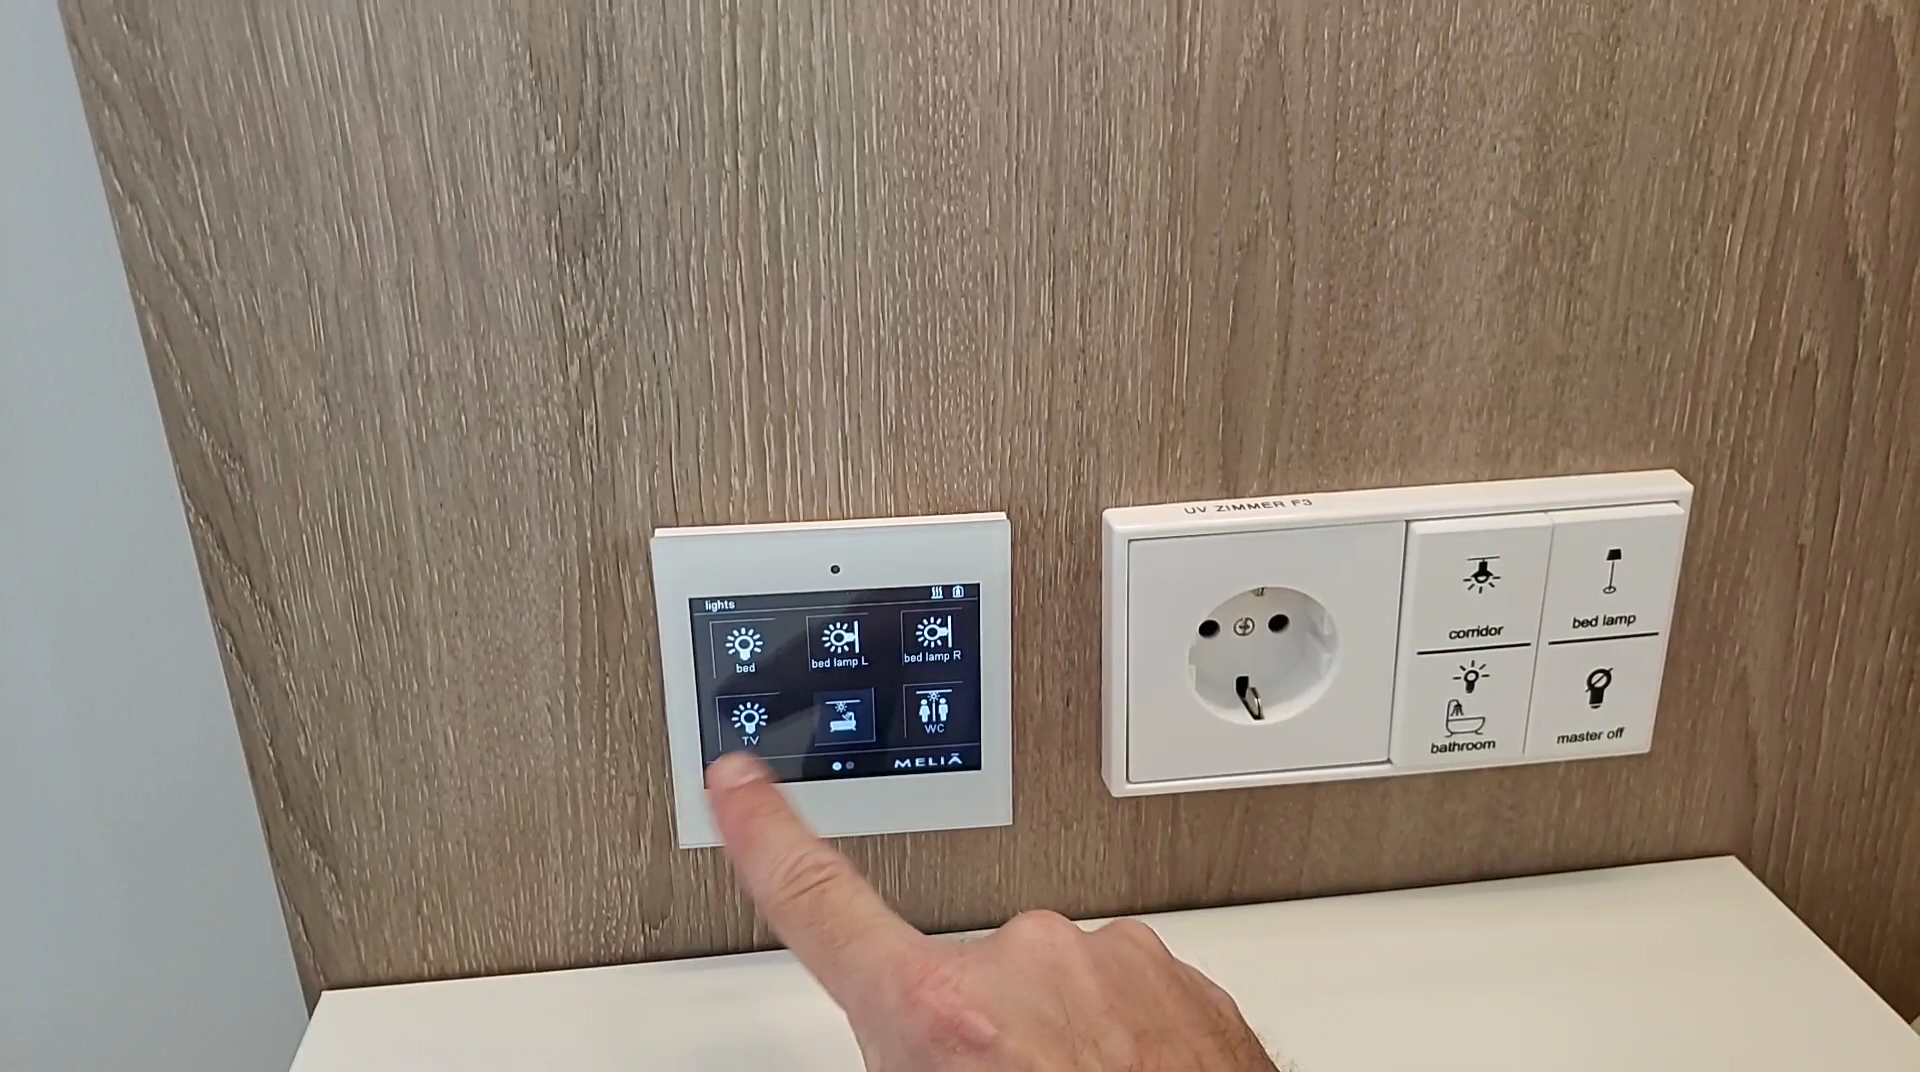 lights
bed
bed lamp L
bed lamp R
TV
WC
MELIÃ
UV ZIMMER F3
corridor
bed lamp
bathroom
master off